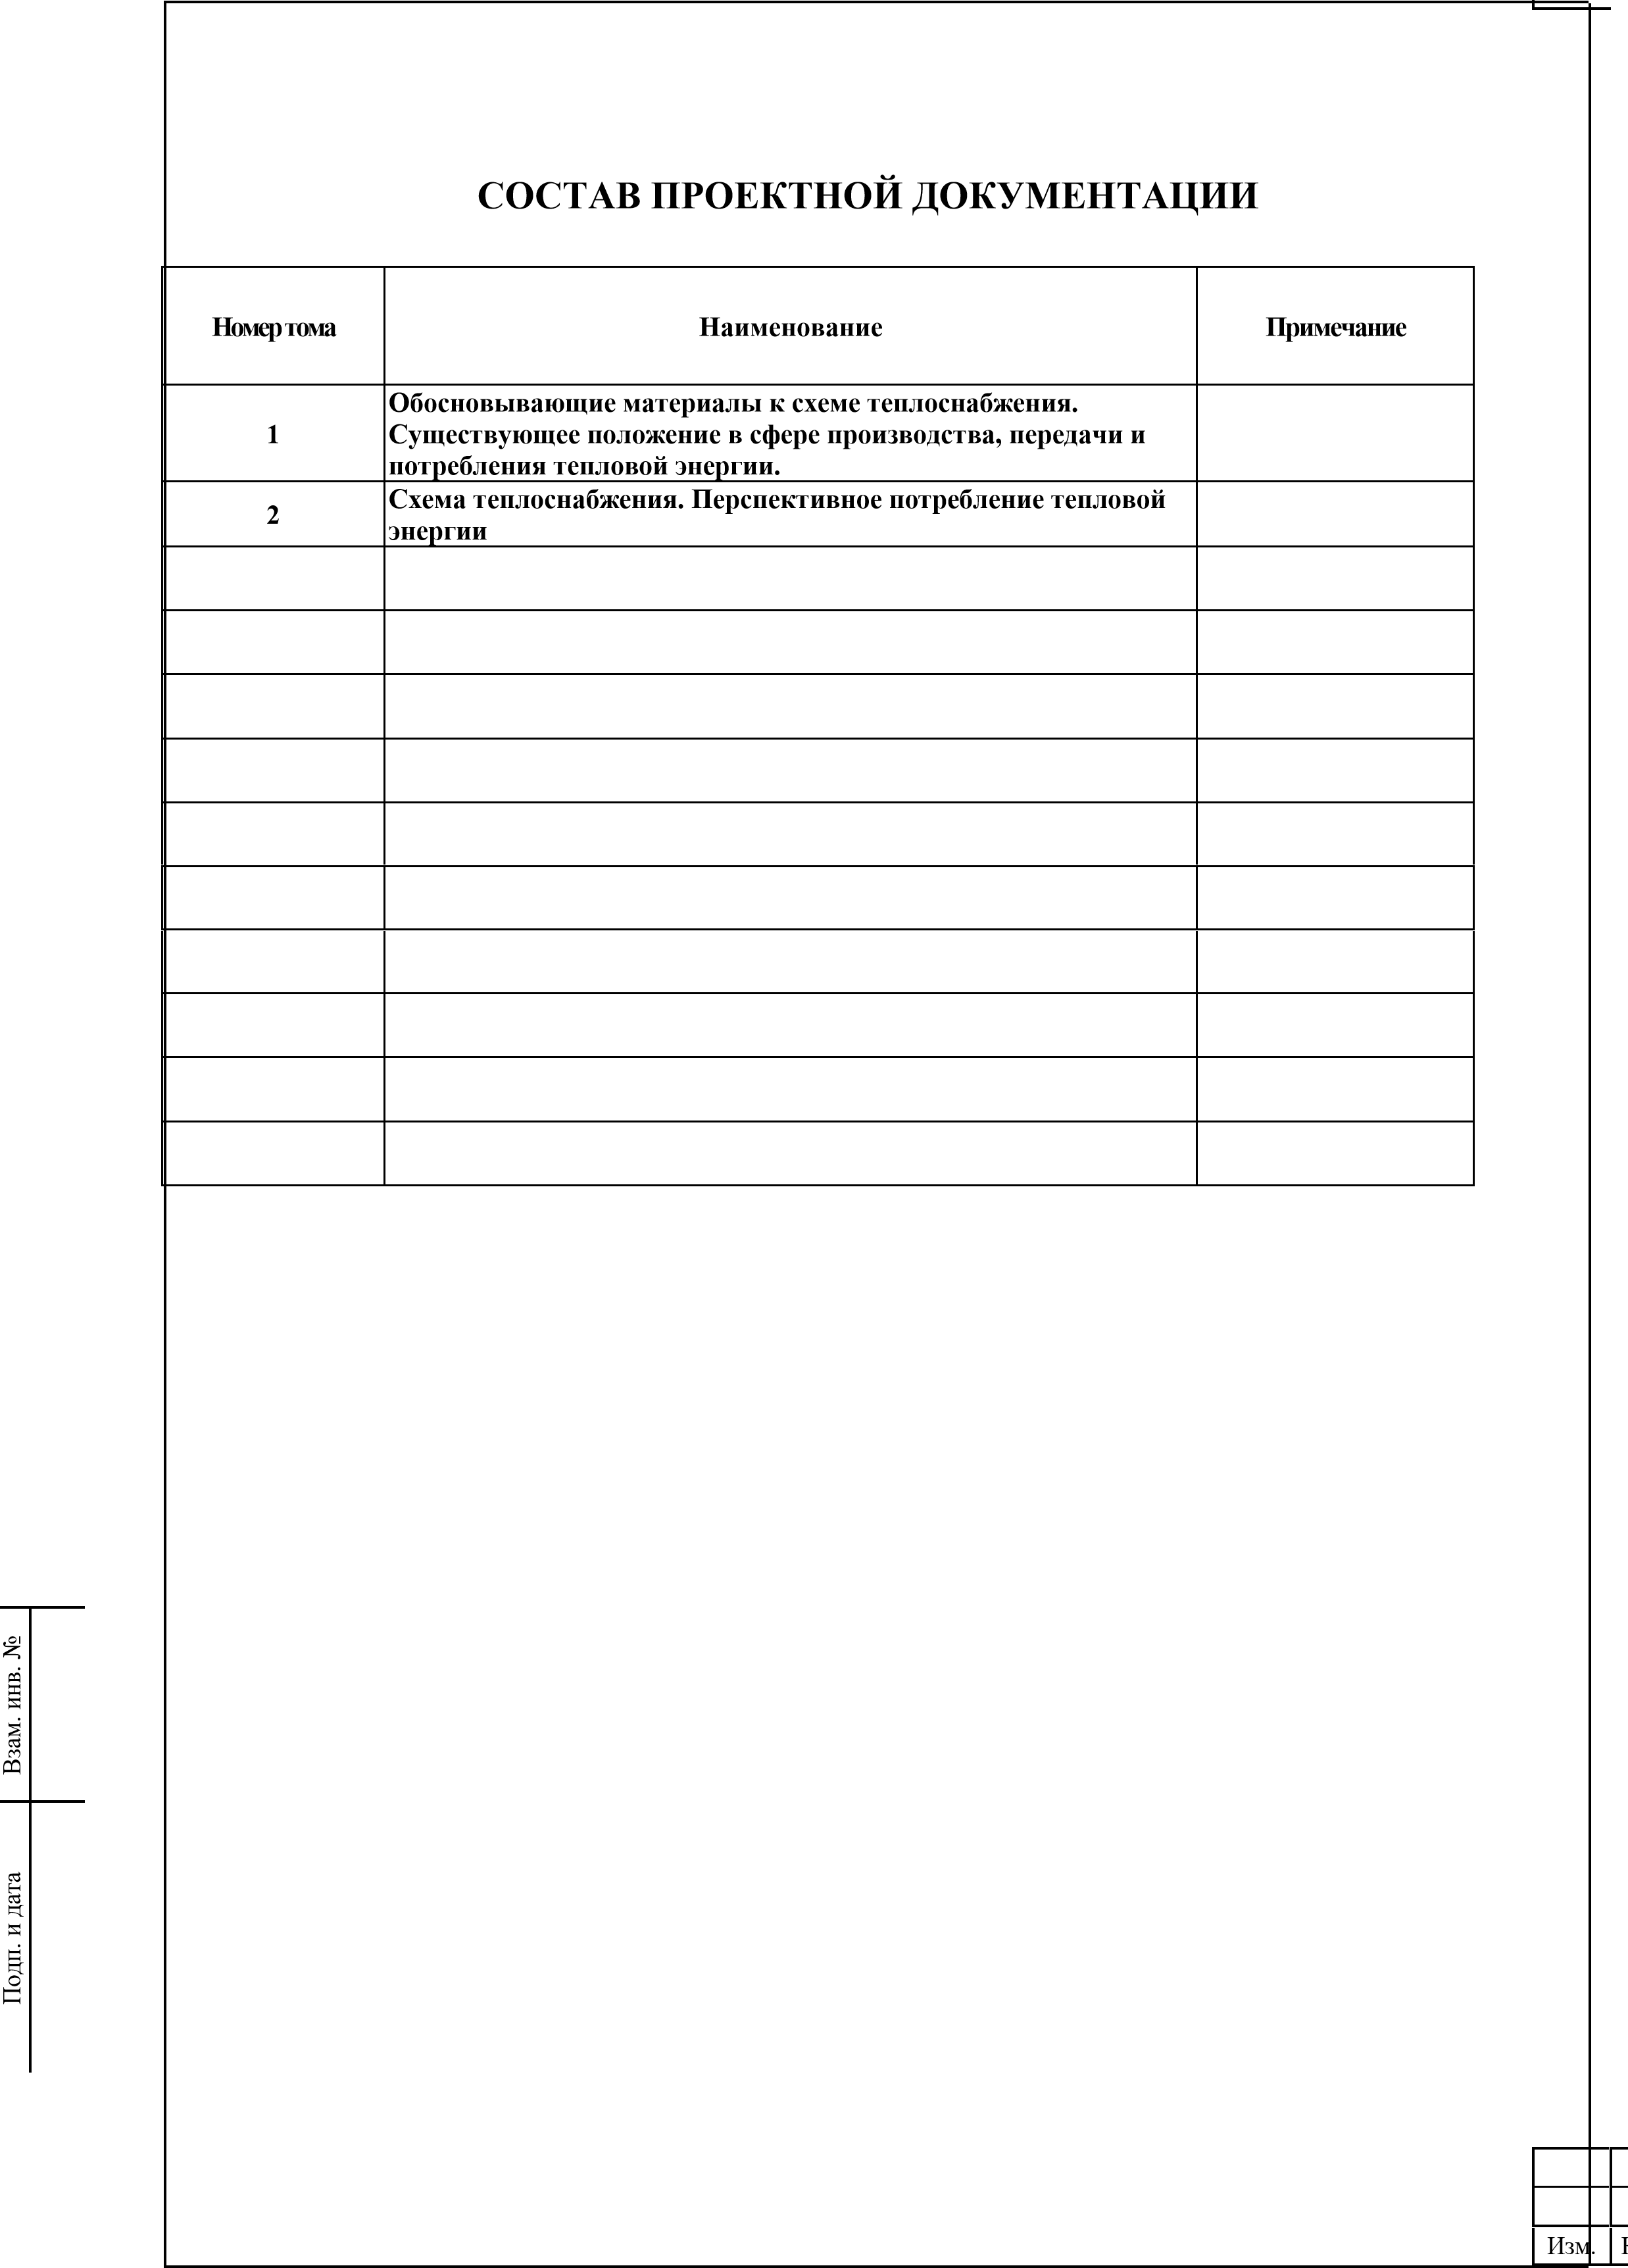 СОСТАВ ПРОЕКТНОЙ ДОКУМЕНТАЦИИ
Номер тома
Наименование
Примечание
1
Обосновывающие материалы к схеме теплоснабжения.
Существующее положение в сфере производства, передачи и
потребления тепловой энергии.
2
Схема теплоснабжения. Перспективное потребление тепловой
энергии
Взам. инв. №
Подп. и дата
Изм.